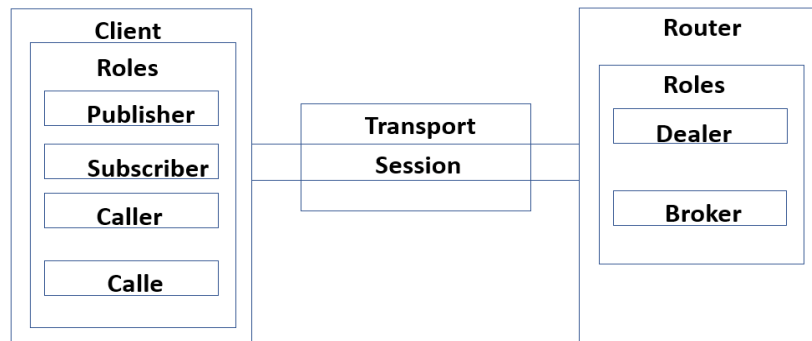 Client
Roles
Publisher
Subscriber
Caller
Calle
Transport
Session
Router
Roles
Dealer
Broker